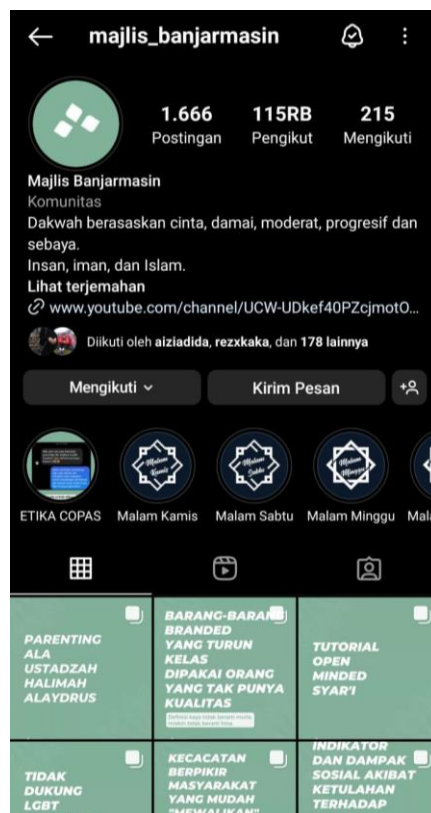 majlis_banjarmasin
1.666 115RB 215
Postingan Pengikut Mengikuti
Majlis Banjarmasin
Komunitas
Dakwah berasaskan cinta, damai, moderat, progresif dan
sebaya.
Insan, iman, dan Islam.
Lihat terjemahan
www.youtube.com/channel/UCW-UDkef40PZcjmotO...
Diikuti oleh aiziadida, rezxkaka, dan 178 lainnya
Mengikuti
Kirim Pesan
ETIKA COPAS
Malam Kamis
Malam Sabtu
Malam Minggu
Mal
PARENTING
ALA
USTADZAH
HALIMAH
ALAYDRUS
BARANG-BARANG
BRANDED
YANG TURUN
KELAS
DIPAKAI ORANG
YANG TAK PUNYA
KUALITAS
TUTORIAL
OPEN
MINDED
SYAR'I
TIDAK
DUKUNG
LGBT
KECACATAN
BERPIKIR
MASYARAKAT
YANG MUDAH
"MEWALIKAN"
INDIKATOR
DAN DAMPAK
SOSIAL AKIBAT
KETULAHAN
TERHADAP